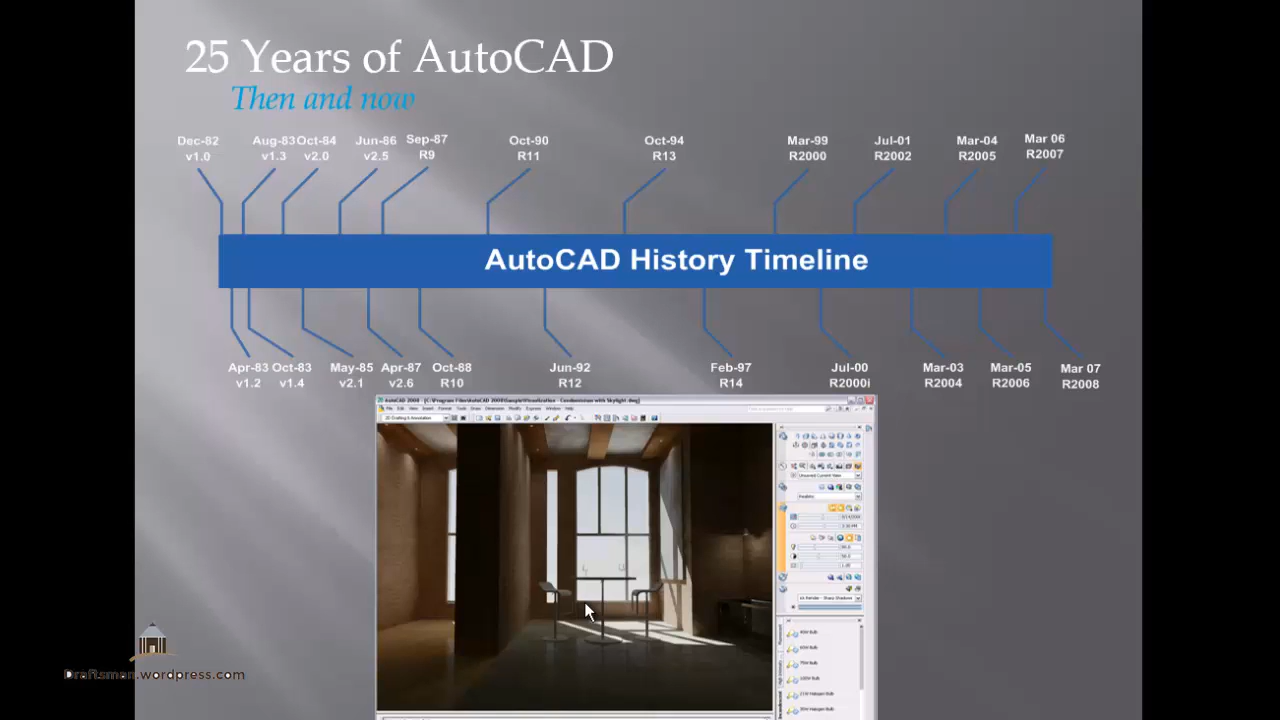 25 Years of AutoCAD
Then and now
Dec-82 Aug-83 Oct-84 Jun-86 Sep-87 Oct-90 Oct-94 Mar-99 Jul-01 Mar-04 Mar 06
v1.0 v1.3 v2.0 v2.5 R9 R11 R13 R2000 R2002 R2005 R2007
AutoCAD History Timeline
Apr-83 Oct-83 May-85 Apr-87 Oct-88 Jun-92 Feb-97 Jul-00 Mar-03 Mar-05 Mar 07
v1.2 v1.4 v2.1 v2.6 R10 R12 R14 R2000i R2004 R2006 R2008
Draftsman.wordpress.com